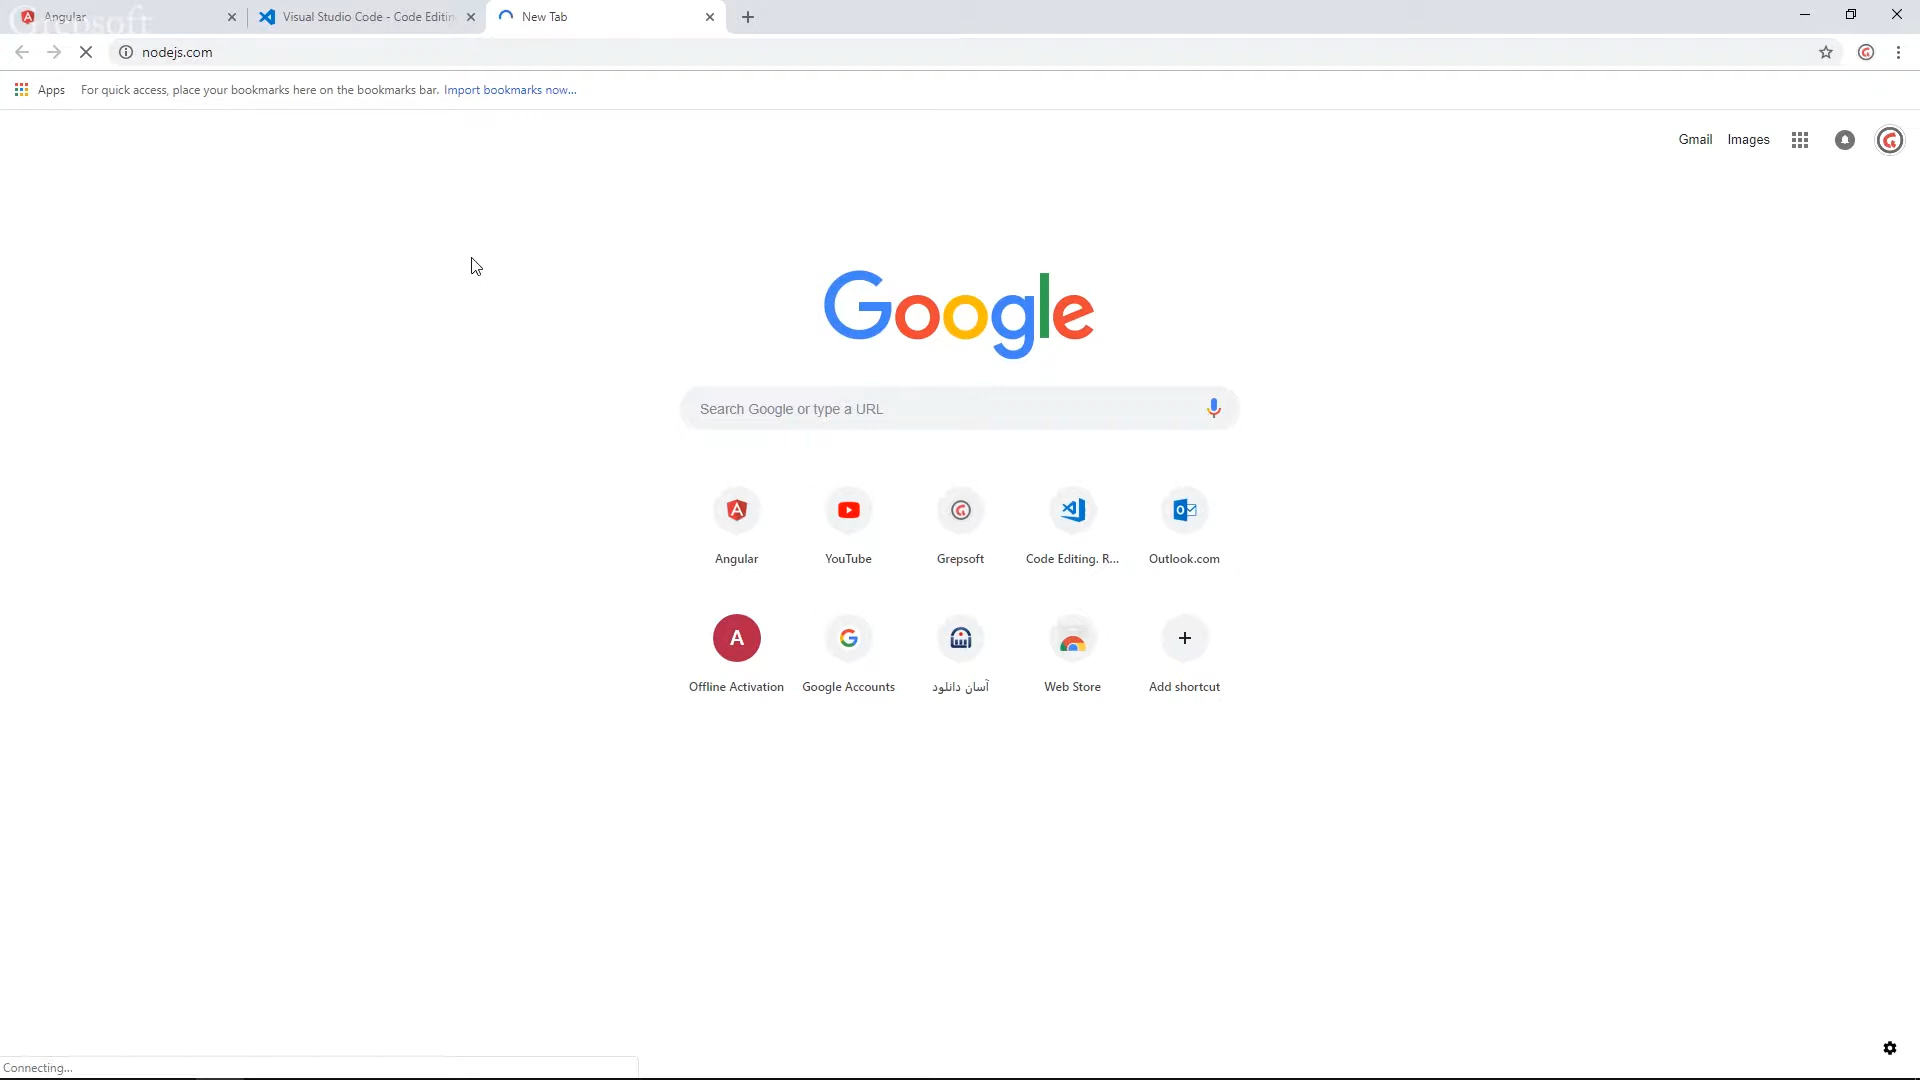 Grepsoft
Angular
Visual Studio Code - Code Editin
New Tab
nodejs.com
Apps
For quick access, place your bookmarks here on the bookmarks bar. Import bookmarks now...
Gmail
Images
Google
Search Google or type a URL
Angular
YouTube
Grepsoft
Code Editing. R...
Outlook.com
A
Offline Activation
Google Accounts
آسان دانلود
Web Store
Add shortcut
Connecting...